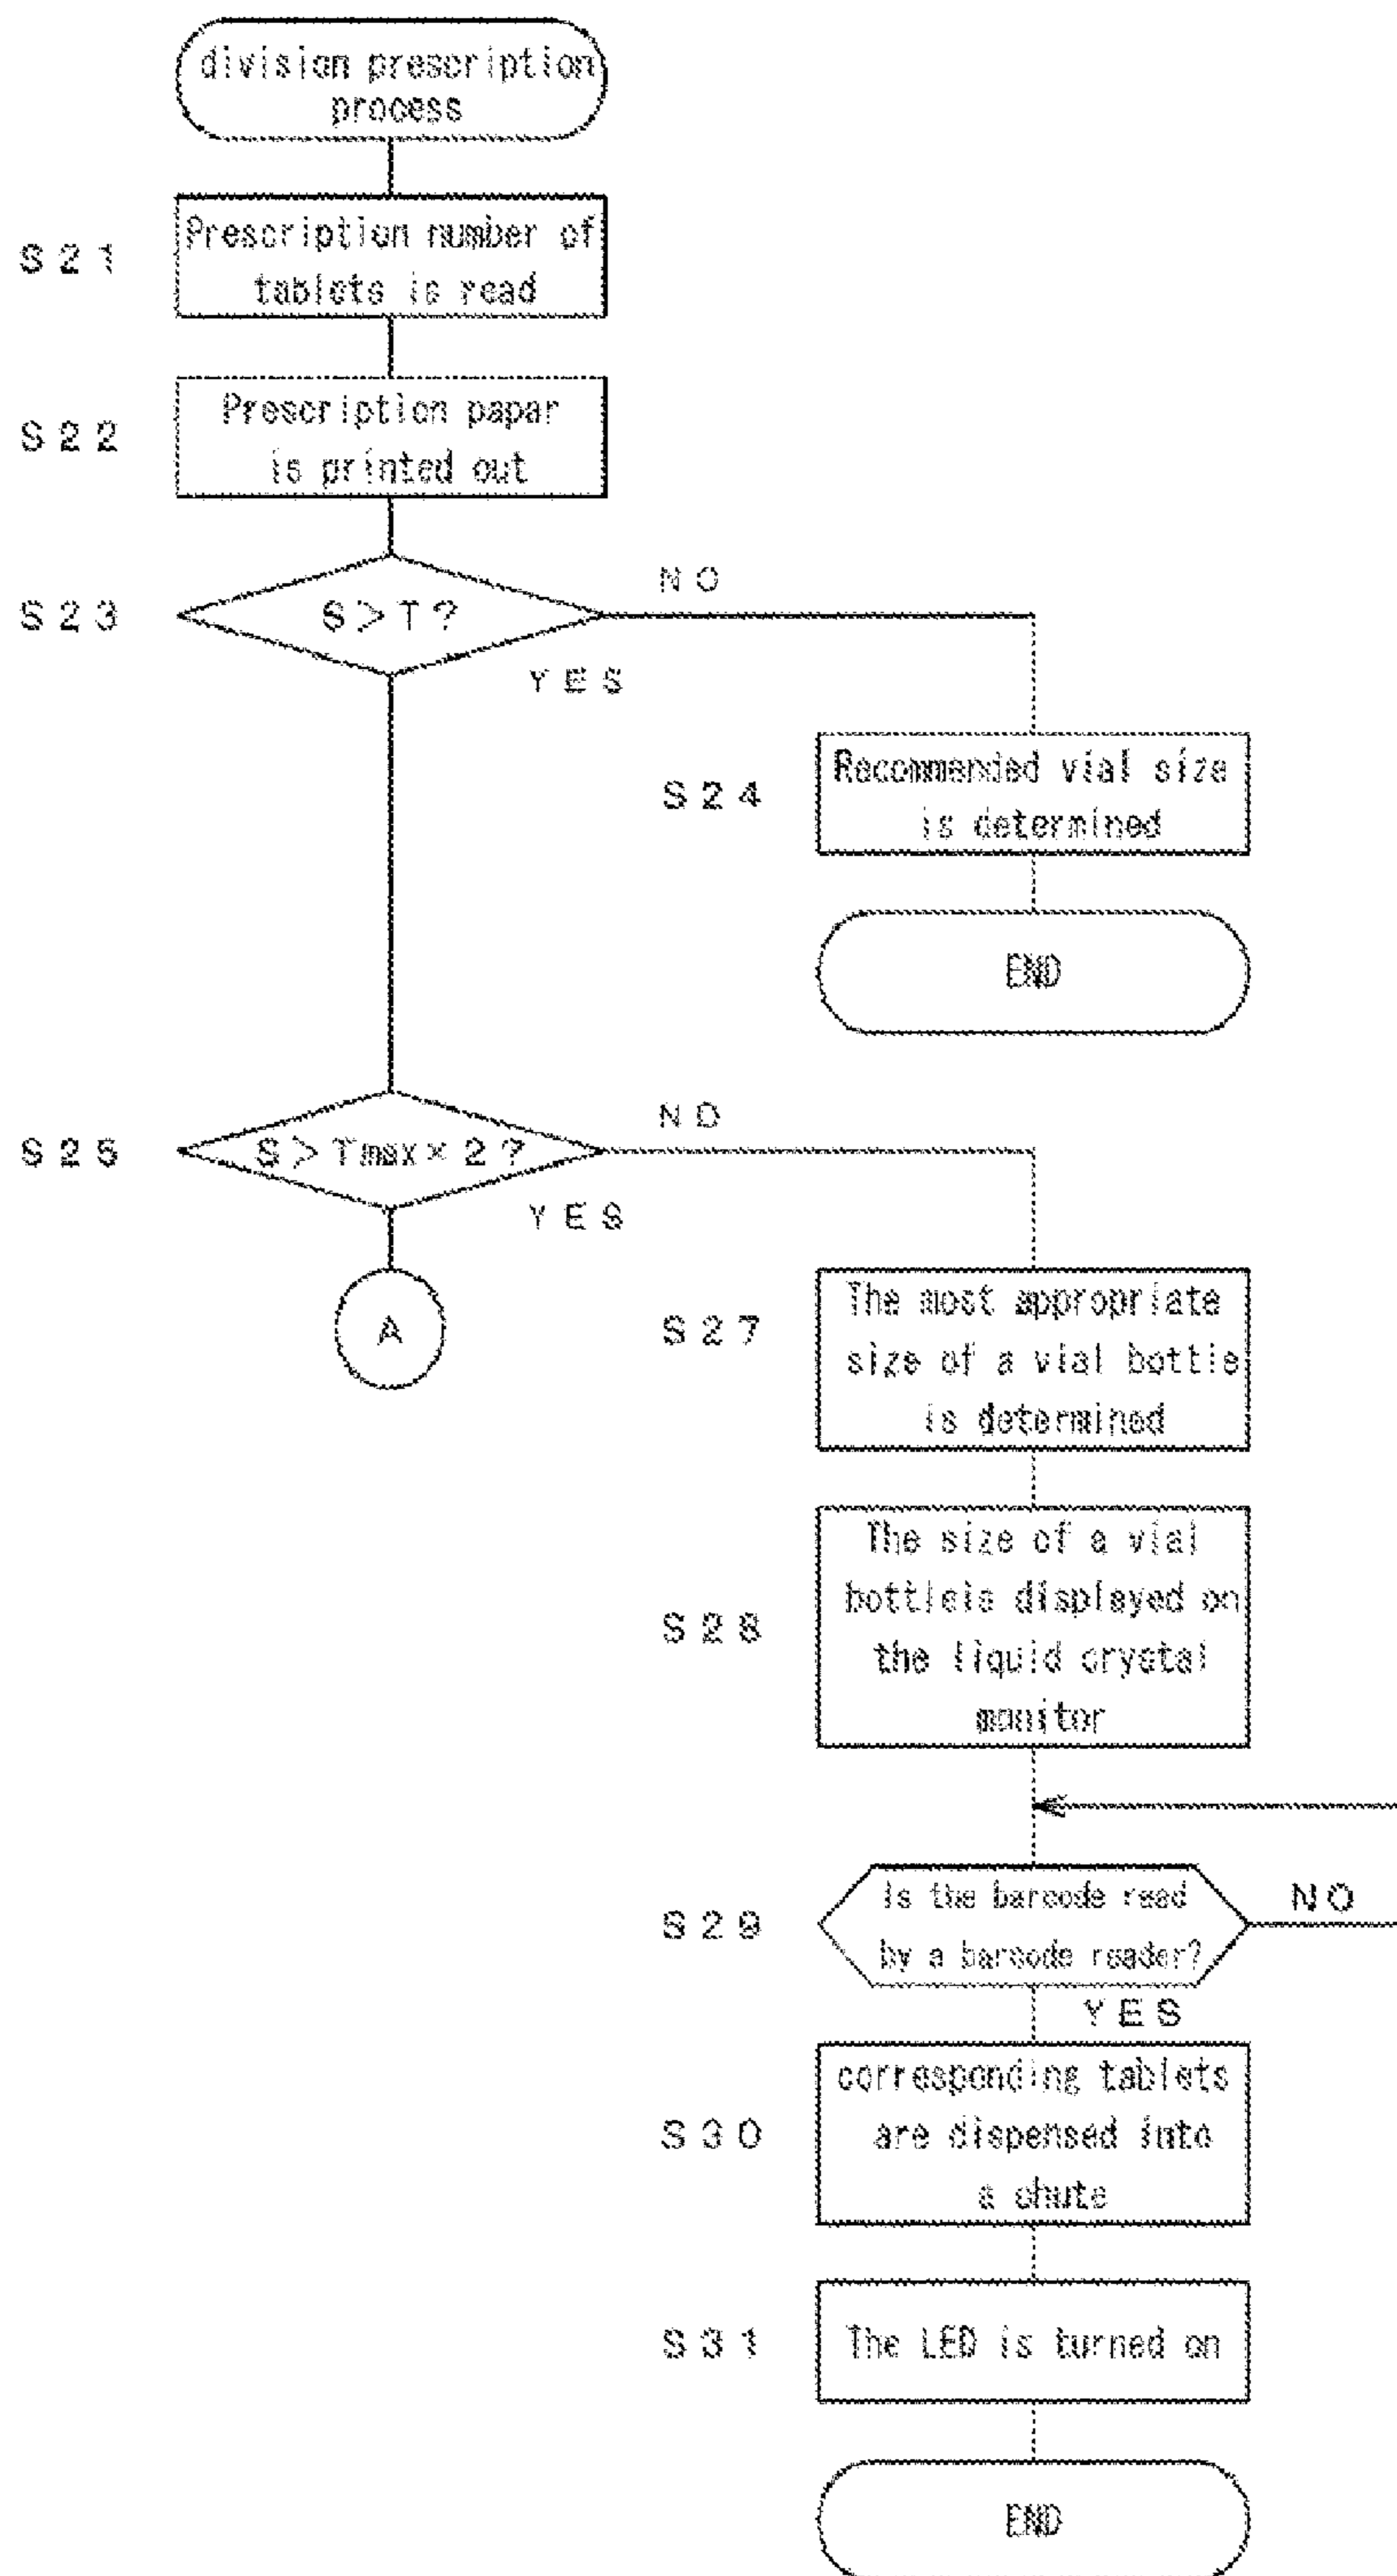 division prescription
process
S21
Prescription number of
tablets is read
S22
Prescription papar
is printed out
S23
S>T?
NO
YES
S24
Recommended vial size
is determined
END
S25
S>Tmax×2?
NO
YES
A
S27
The most appropriate
size of a vial bottle
is determined
S28
The size of a vial
bottleis displayed on
the liquid crystal
monitor
S29
Is the barcode read
by a barcode reader?
NO
YES
S30
corresponding tablets
are dispensed into
a chute
S31
The LED is turned on
END